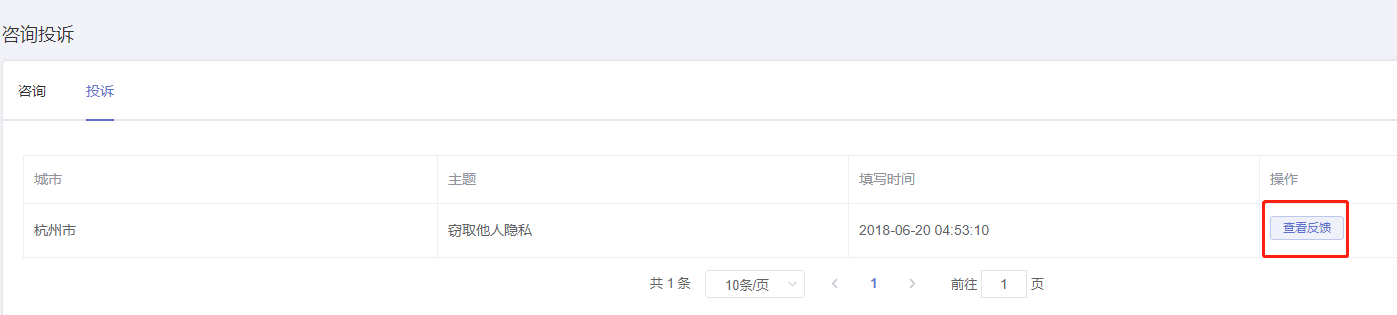 咨询投诉
咨询 投诉
城市 主题 填写时间 操作
杭州市 窃取他人隐私 2018-06-20 04:53:10 查看反馈
共 1 条 10条/页 1 前往 1 页